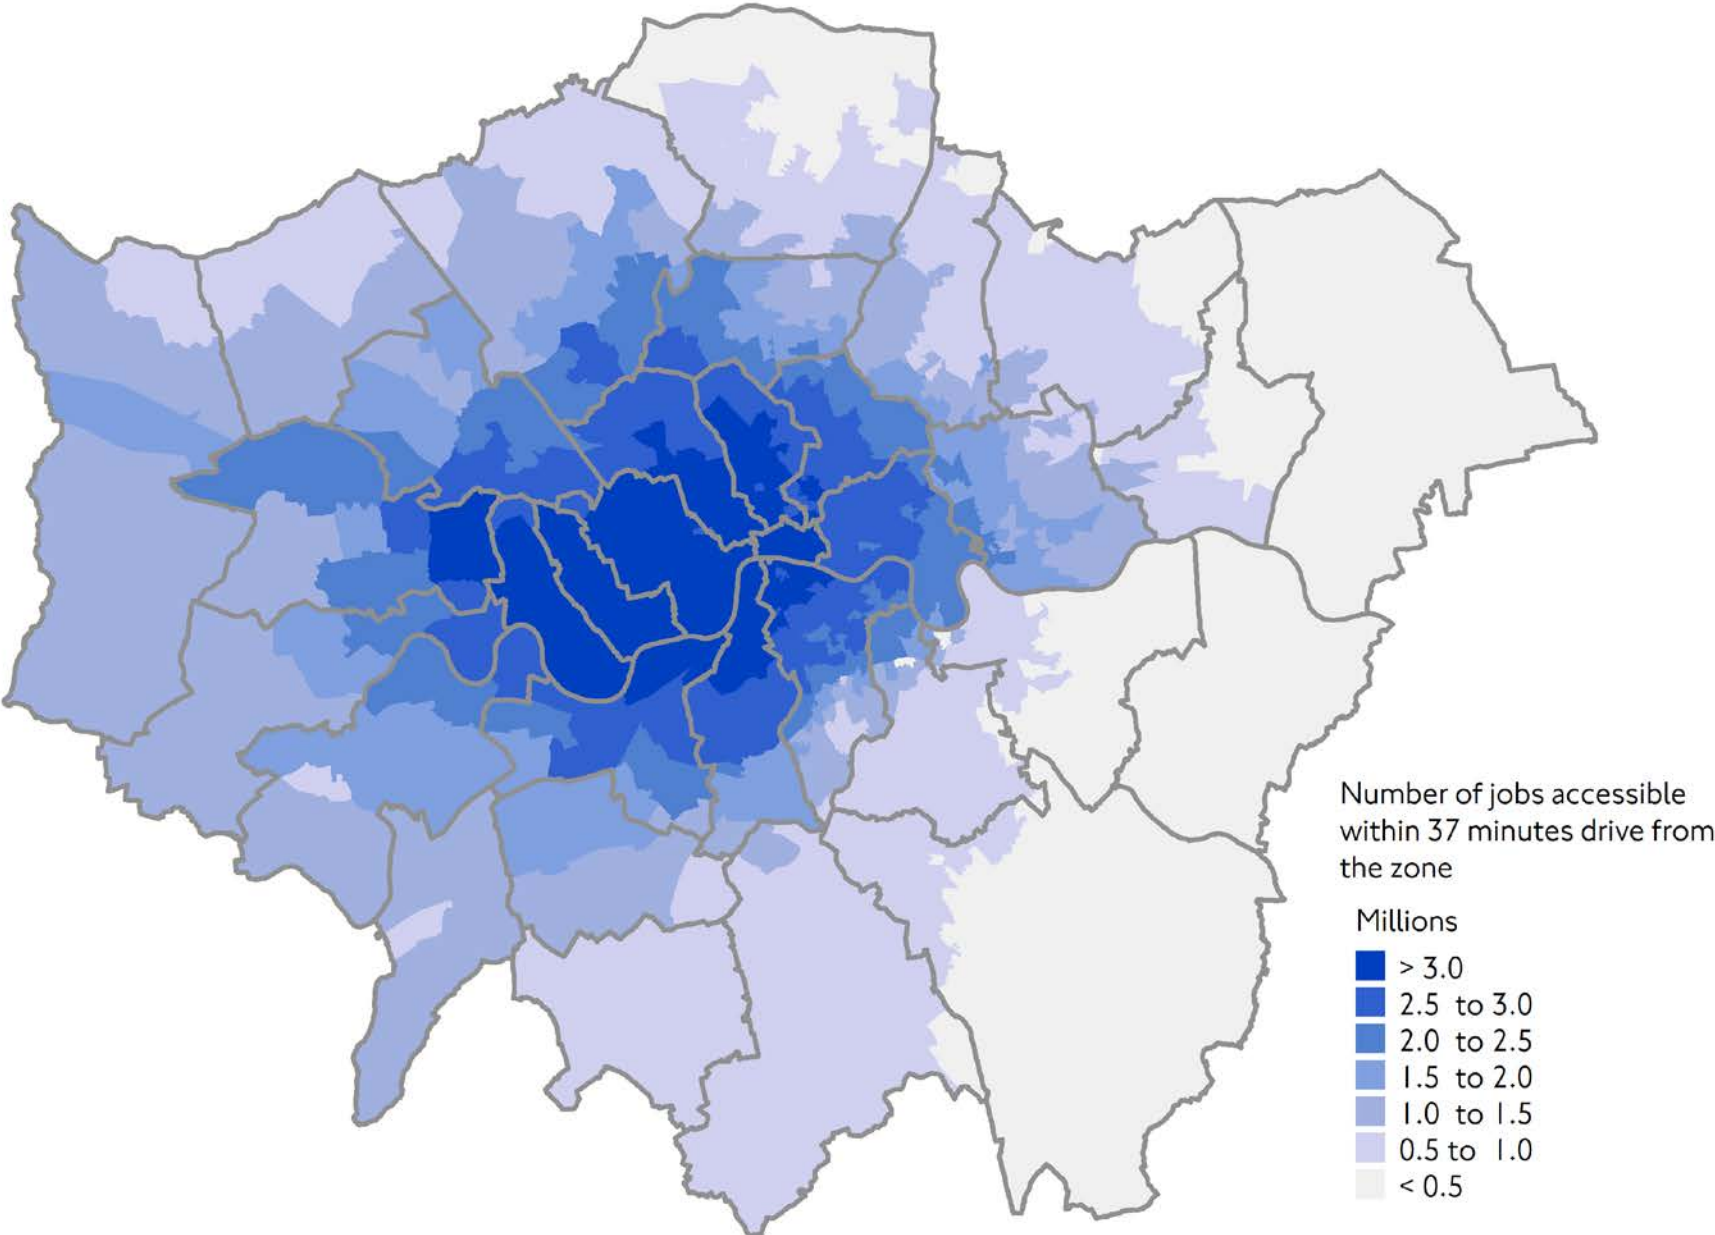 Number of jobs accessible
within 37 minutes drive from
the zone
Millions
> 3.0
2.5 to 3.0
2.0 to 2.5
1.5 to 2.0
1.0 to 1.5
0.5 to 1.0
< 0.5